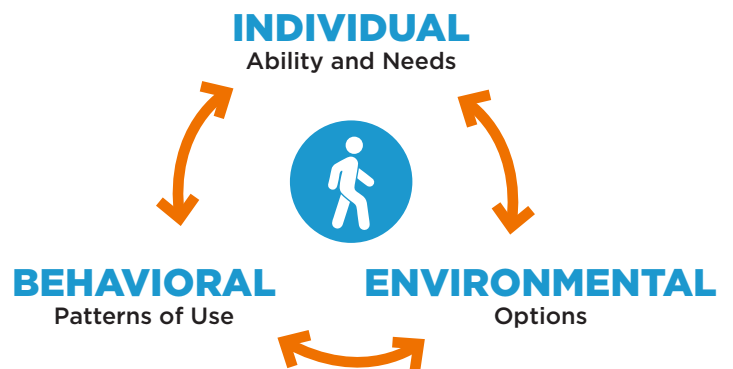 INDIVIDUAL
Ability and Needs
BEHAVIORAL
Patterns of Use
ENVIRONMENTAL
Options